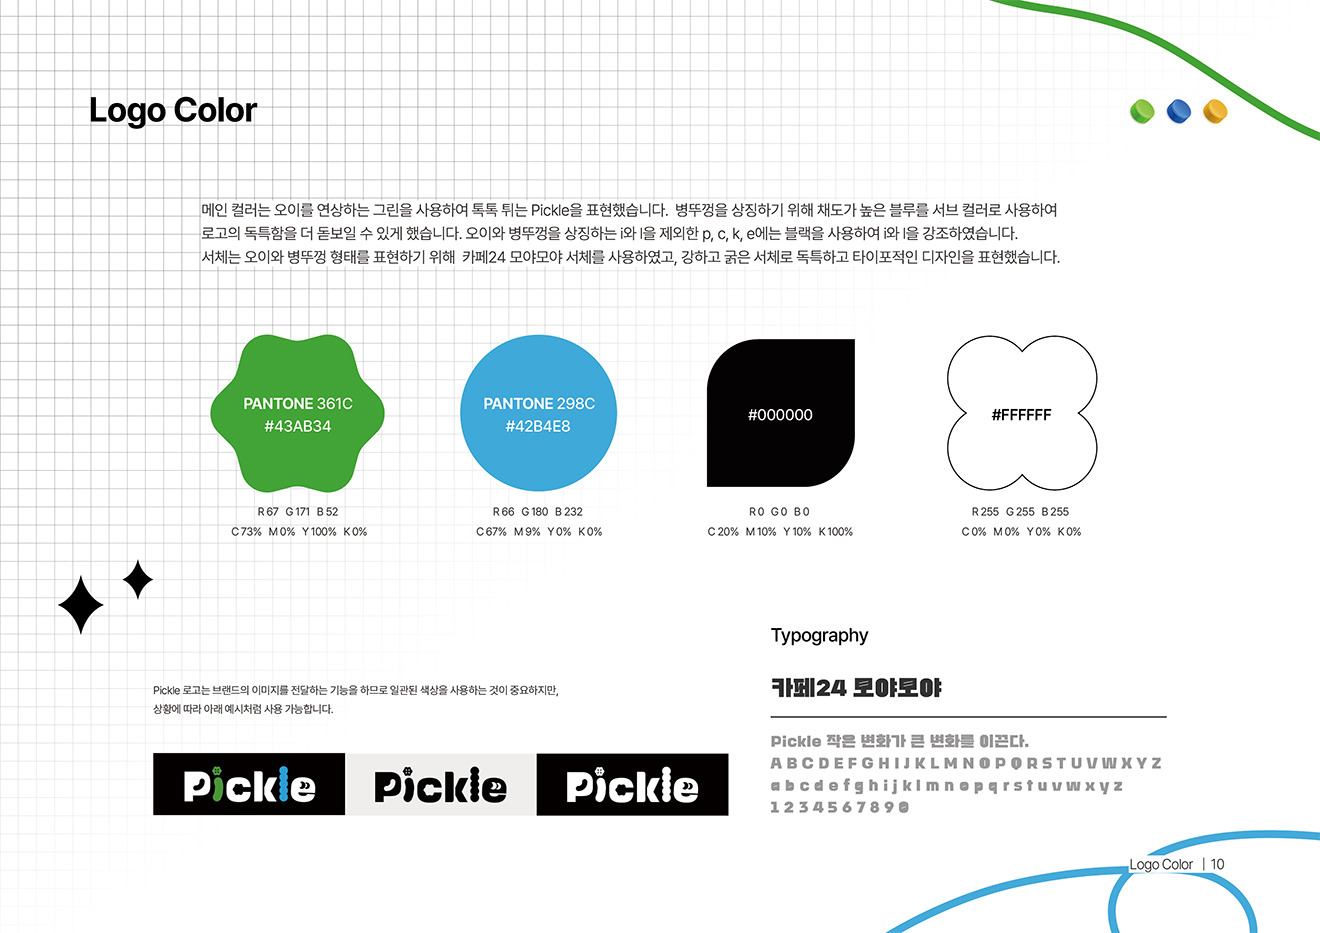 Logo Color
메인 컬러는 오이를 연상하는 그린을 사용하여 톡톡 튀는 Pickle을 표현했습니다. 병뚜껑을 상징하기 위해 채도가 높은 블루를 서브 컬러로 사용하여
로고의 독특함을 더 돋보일 수 있게 했습니다. 오이와 병뚜껑을 상징하는 i와 l을 제외한 p, c, k, e에는 블랙을 사용하여 i와 l을 강조하였습니다.
서체는 오이와 병뚜껑 형태를 표현하기 위해 카페24 모야모야 서체를 사용하였고, 강하고 굵은 서체로 독특하고 타이포적인 디자인을 표현했습니다.
PANTONE 361C
#43AB34
R 67 G 171 B 52
C 73% M 0% Y 100% K 0%
PANTONE 298C
#42B4E8
R 66 G 180 B 232
C 67% M 9% Y 0% K 0%
#000000
R 0 G 0 B 0
C 20% M 10% Y 10% K 100%
#FFFFFF
R 255 G 255 B 255
C 0% M 0% Y 0% K 0%
Pickle 로고는 브랜드의 이미지를 전달하는 기능을 하므로 일관된 색상을 사용하는 것이 중요하지만,
상황에 따라 아래 예시처럼 사용 가능합니다.
Pickle
Pickle
Pickle
Typography
카페24 모야모야
Pickle 작은 변화가 큰 변화를 이끈다.
A B C D E F G H I J K L M N O P Q R S T U V W X Y Z
a b c d e f g h i j k l m n o p q r s t u v w x y z
1 2 3 4 5 6 7 8 9 0
Logo Color | 10